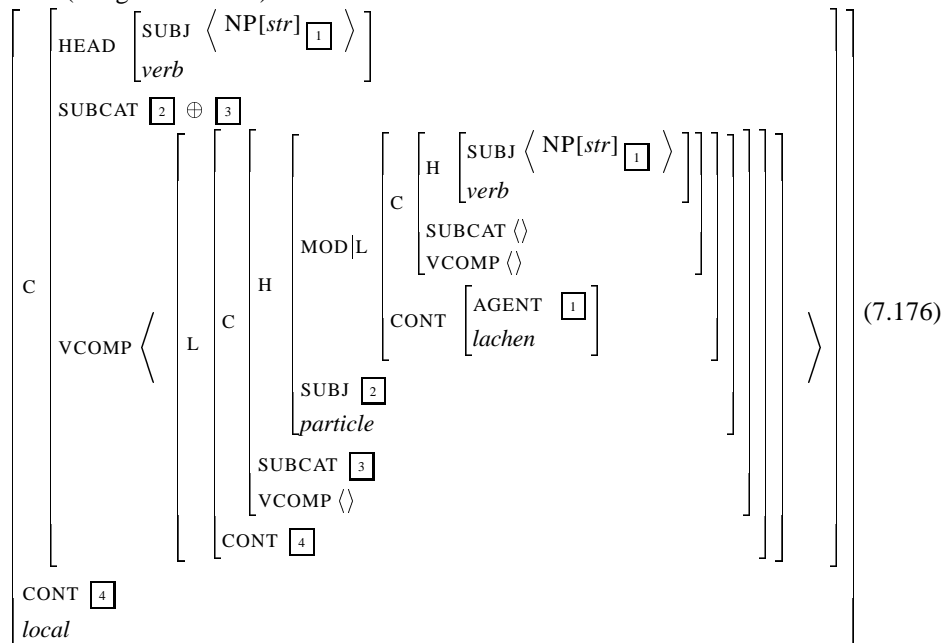 HEAD [SUBJ ⟨ NP[str] 1 ⟩
verb]
SUBCAT 2 ⊕ 3
C
VCOMP ⟨ L C H MOD|L C H [SUBJ ⟨ NP[str] 1 ⟩
verb]
SUBCAT ⟨⟩
VCOMP ⟨⟩
CONT [AGENT 1
lachen]
SUBJ 2
particle
SUBCAT 3
VCOMP ⟨⟩
CONT 4 ⟩
(7.176)
CONT 4
local